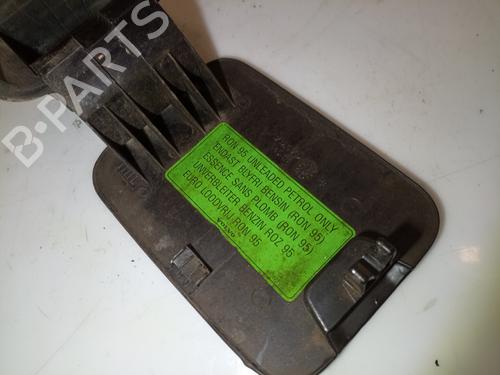 B-PARTS
RON 95 UNLEADED PETROL ONLY
ENDAST BLYFRI BENSIN (RON 95)
ESSENCE SANS PLOMB (RON 95)
UNVERBLEITER BENZIN ROZ 95
EURO LOODVRIJ RON 95
VOLVO